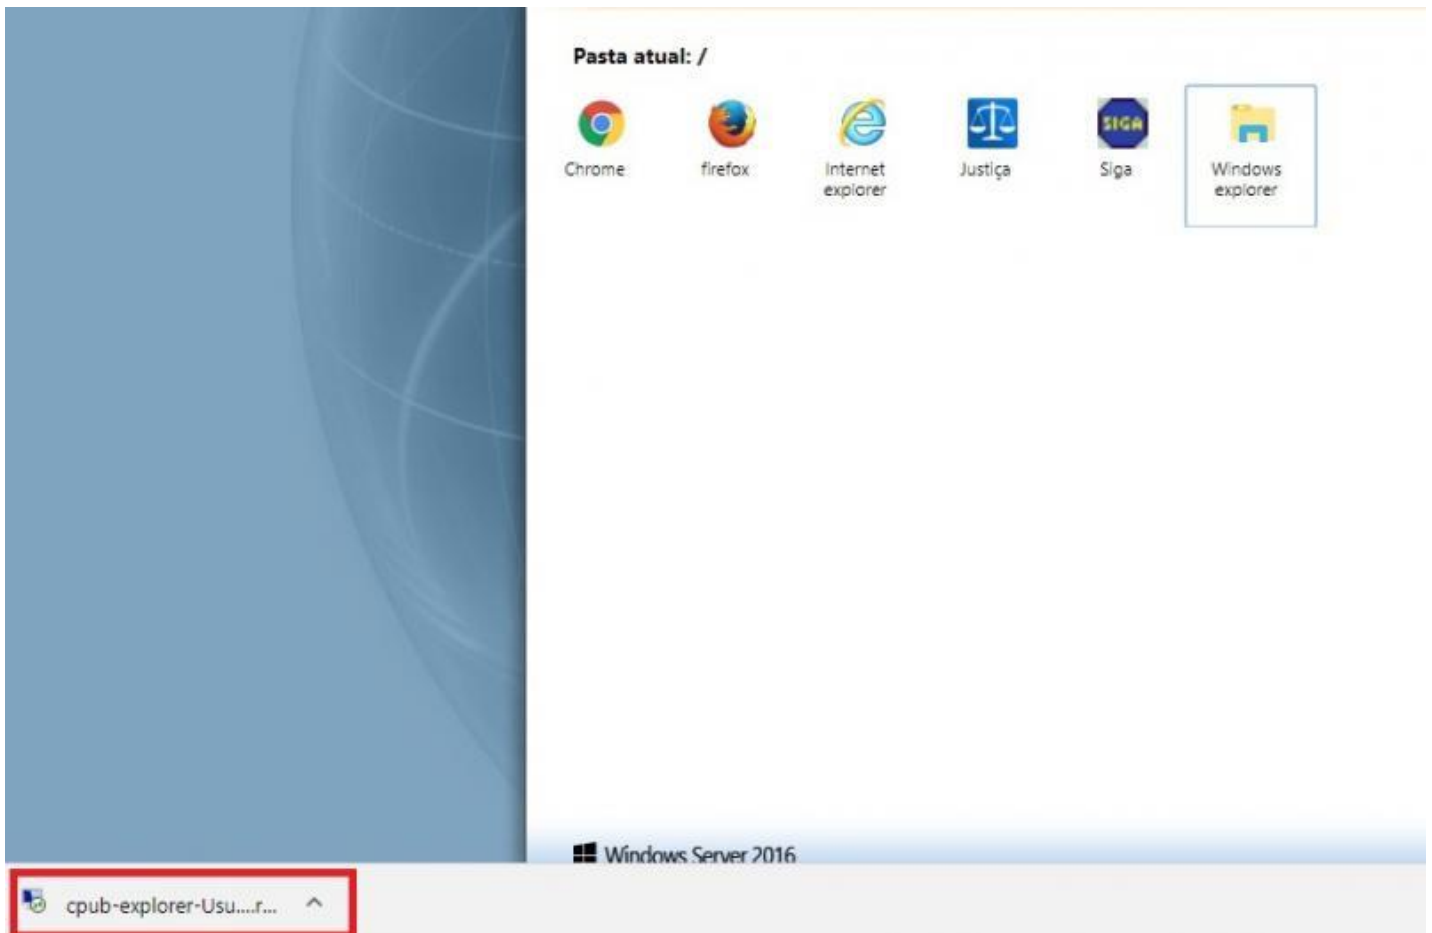 Pasta atual: /
Chrome
firefox
Internet
explorer
Justiça
SIGA
Siga
Windows
explorer
Windows Server 2016
cpub-explorer-Usu....r...